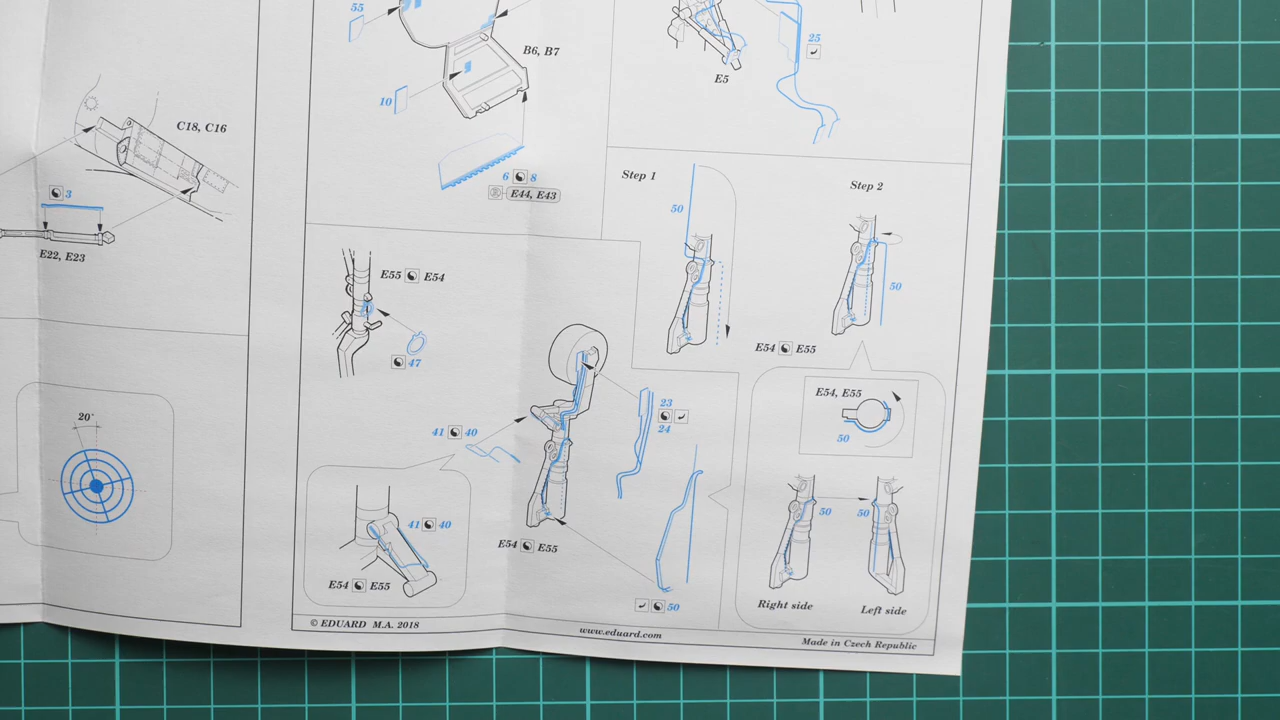 55
B6, B7
10
6 8
E44, E43
25
E5
C18, C16
3
E22, E23
20°
E55 E54
47
41 40
23
24
E54 E55
50
41 40
E54 E55
Step 1
50
Step 2
50
E54 E55
E54, E55
50
50
50
Right side
Left side
© EDUARD M.A. 2018
www.eduard.com
Made in Czech Republic